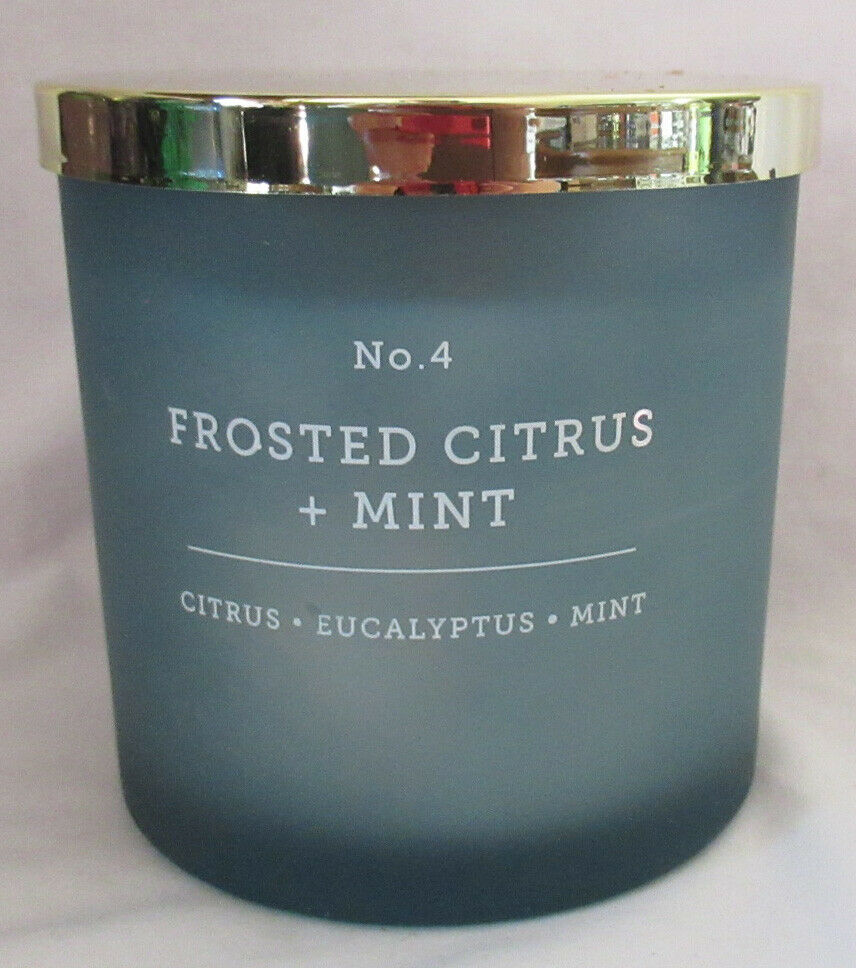 No.4
FROSTED CITRUS
+ MINT
CITRUS • EUCALYPTUS • MINT